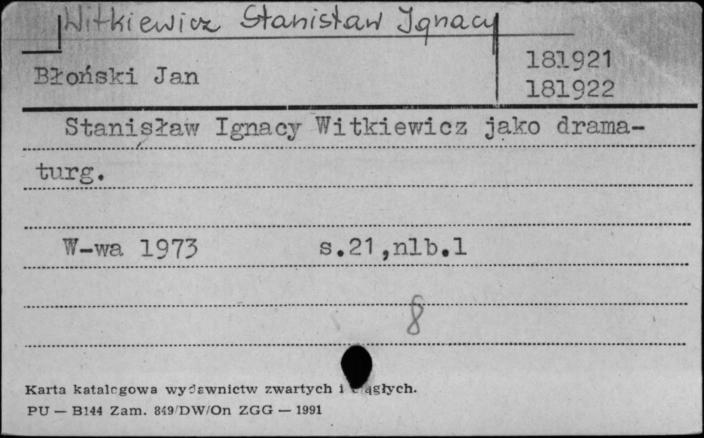 Witkiewicz Stanisław Ignacy
Błoński Jan
181921
181922
Stanisław Ignacy Witkiewicz jako drama-
turg.
W-wa 1973 s.21,nlb.1
8
Karta katalogowa wydawnictw zwartych i ciągłych.
PU — B144 Zam. 849/DW/On ZGG — 1991